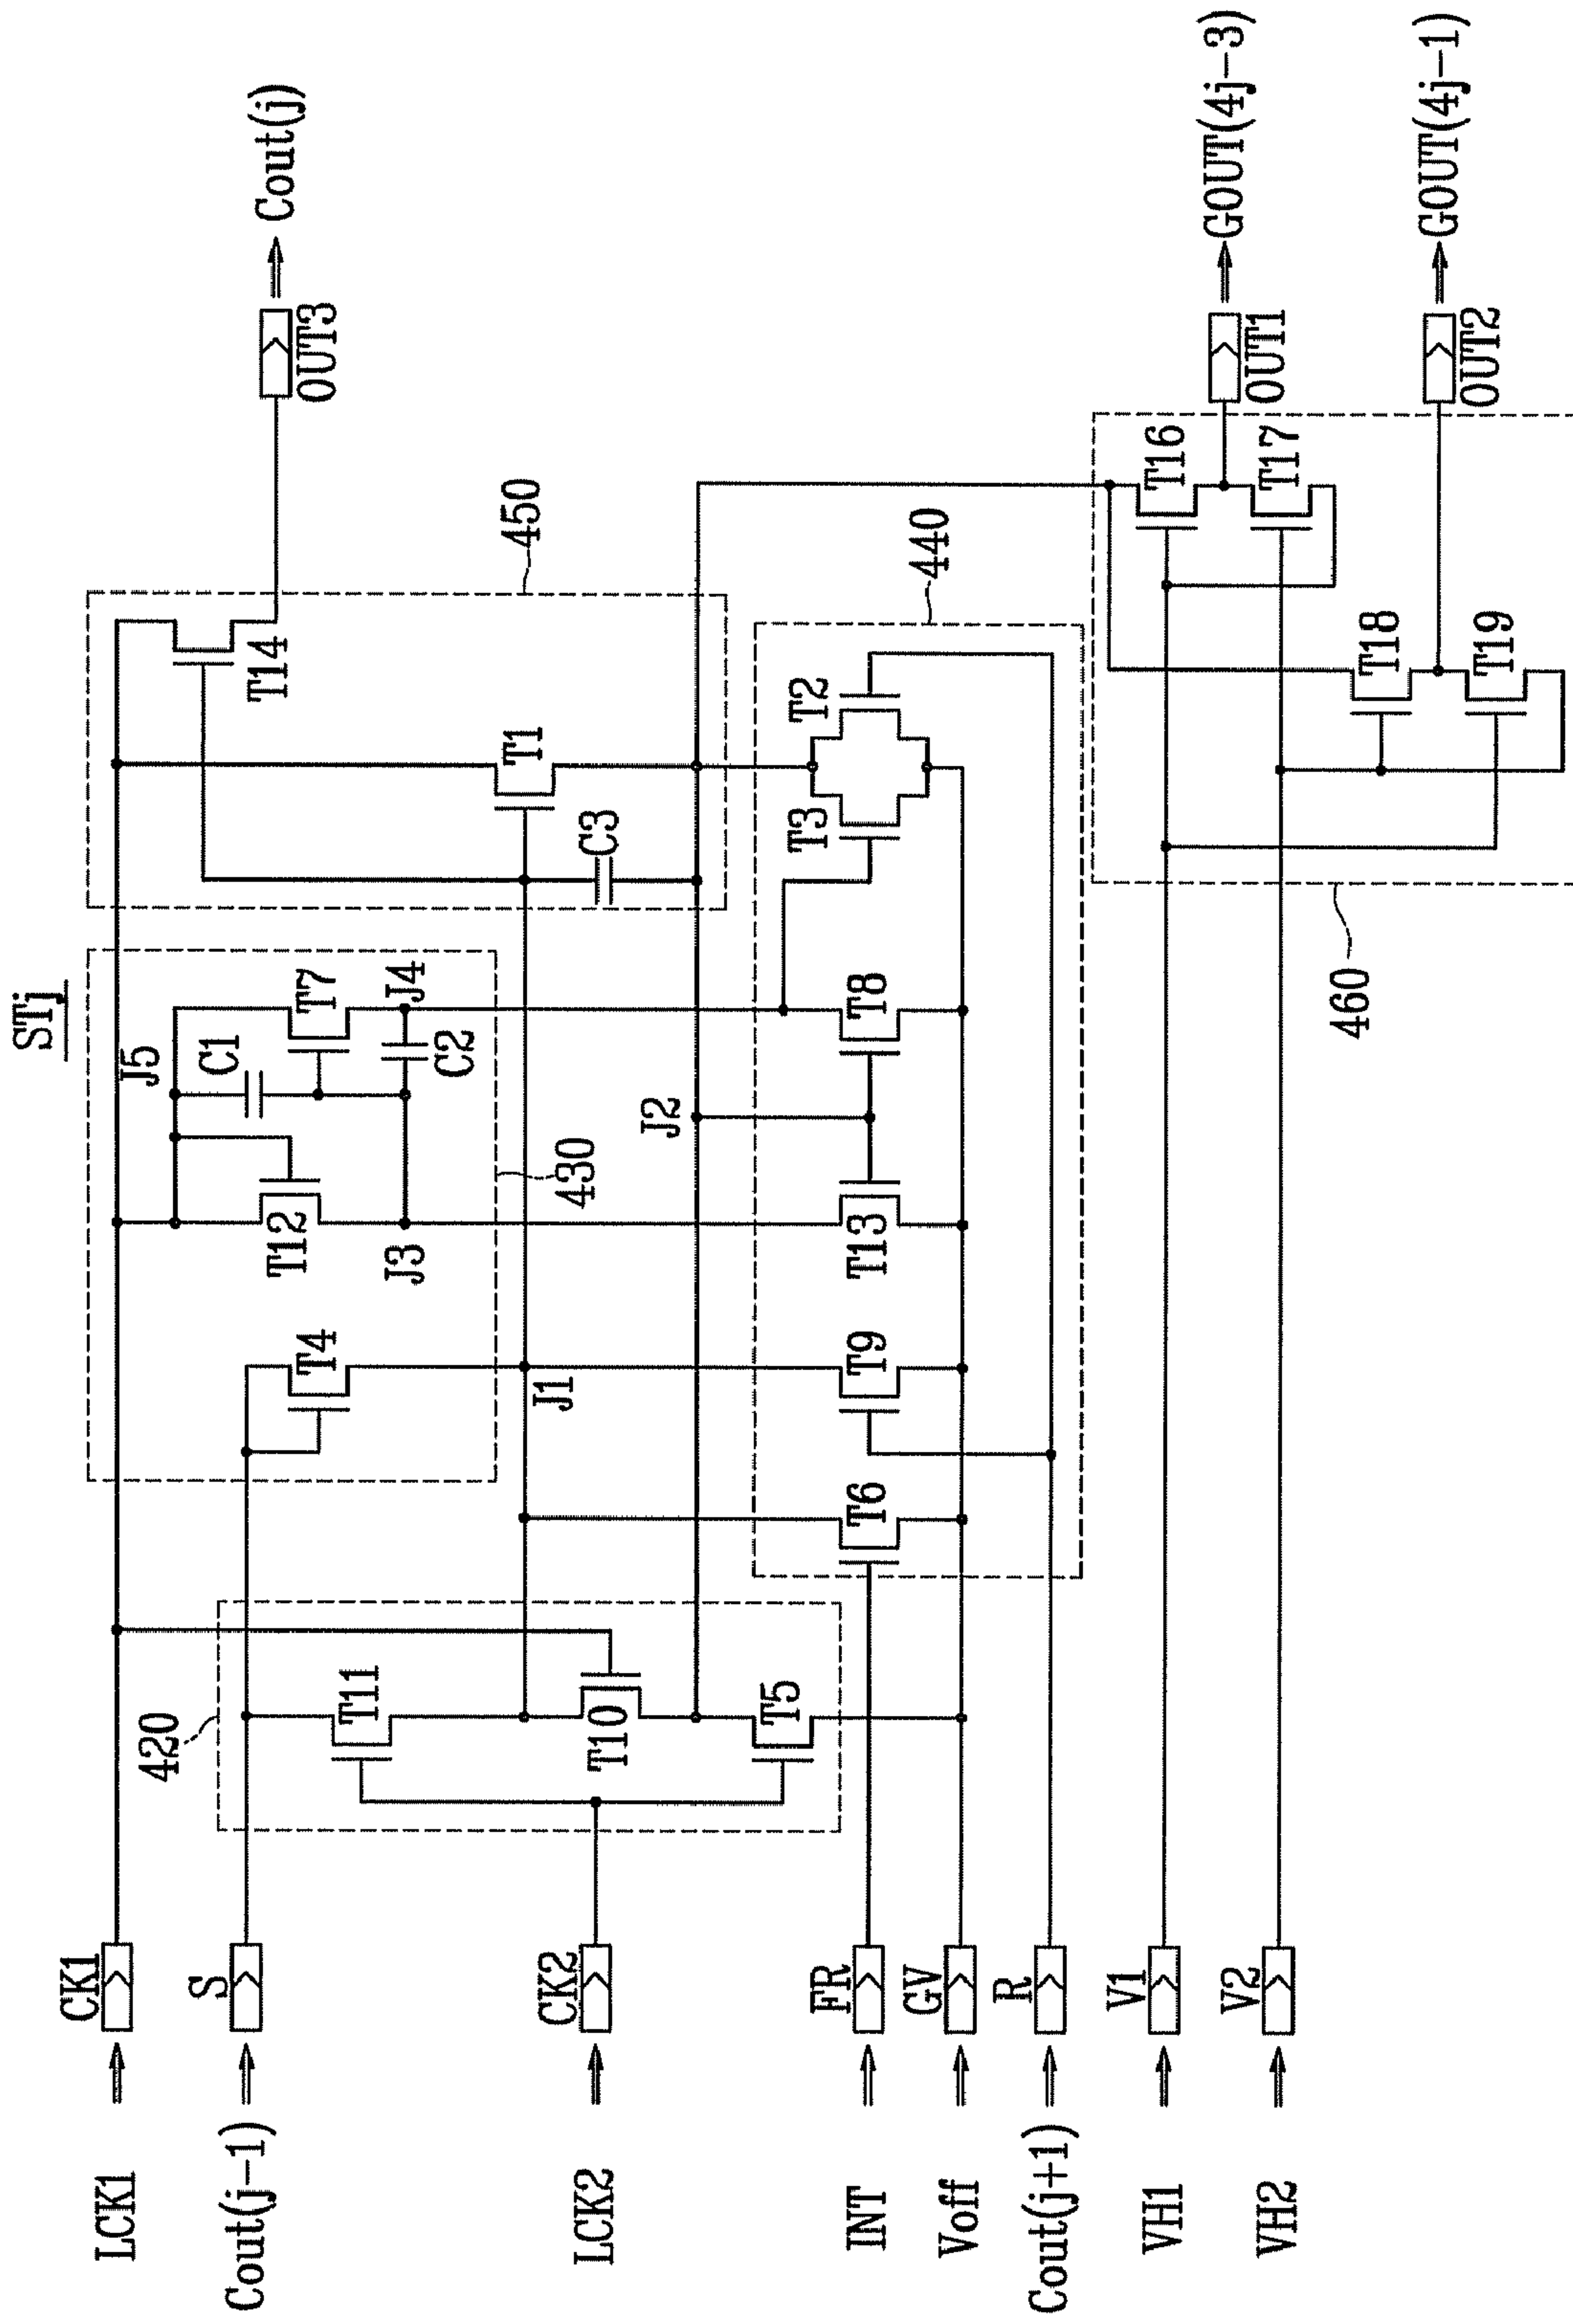 STj
LCK1
CK1
Cout(j-1)
S
LCK2
CK2
INT
FR
Voff
GV
Cout(j+1)
R
VH1
V1
VH2
V2
420
T11
T10
T5
430
T4
T12
J5
C1
T7
J3
C2
J4
J1
J2
450
T14
T1
C3
440
T6
T9
T13
T8
T3
T2
460
T16
T17
T18
T19
OUT3
Cout(j)
OUT1
GOUT(4j-3)
OUT2
GOUT(4j-1)